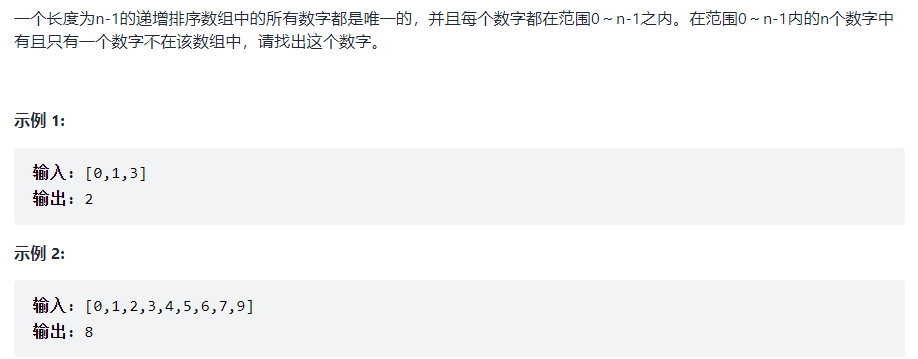 一个长度为n-1的递增排序数组中的所有数字都是唯一的，并且每个数字都在范围0～n-1之内。在范围0～n-1内的n个数字中
有且只有一个数字不在该数组中，请找出这个数字。
示例 1:
输入: [0,1,3]
输出: 2
示例 2:
输入: [0,1,2,3,4,5,6,7,9]
输出: 8